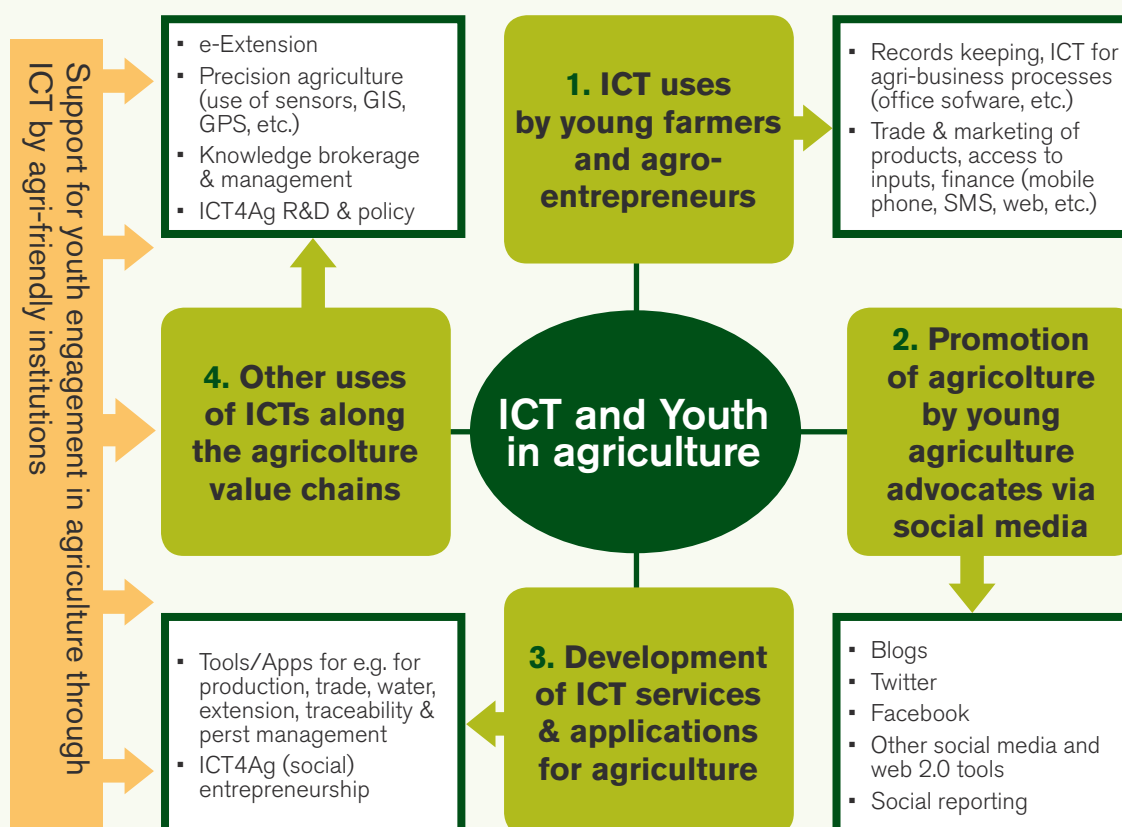 Support for youth engagement in agriculture through
ICT by agri-friendly institutions
▪ e-Extension
▪ Precision agriculture
(use of sensors, GIS,
GPS, etc.)
▪ Knowledge brokerage
& management
▪ ICT4Ag R&D & policy
1. ICT uses
by young farmers
and agro-
entrepreneurs
▪ Records keeping, ICT for
agri-business processes
(office sofware, etc.)
▪ Trade & marketing of
products, access to
inputs, finance (mobile
phone, SMS, web, etc.)
4. Other uses
of ICTs along
the agricolture
value chains
ICT and Youth
in agriculture
2. Promotion
of agricolture
by young
agriculture
advocates via
social media
▪ Tools/Apps for e.g. for
production, trade, water,
extension, traceability &
perst management
▪ ICT4Ag (social)
entrepreneurship
3. Development
of ICT services
& applications
for agriculture
▪ Blogs
▪ Twitter
▪ Facebook
▪ Other social media and
web 2.0 tools
▪ Social reporting